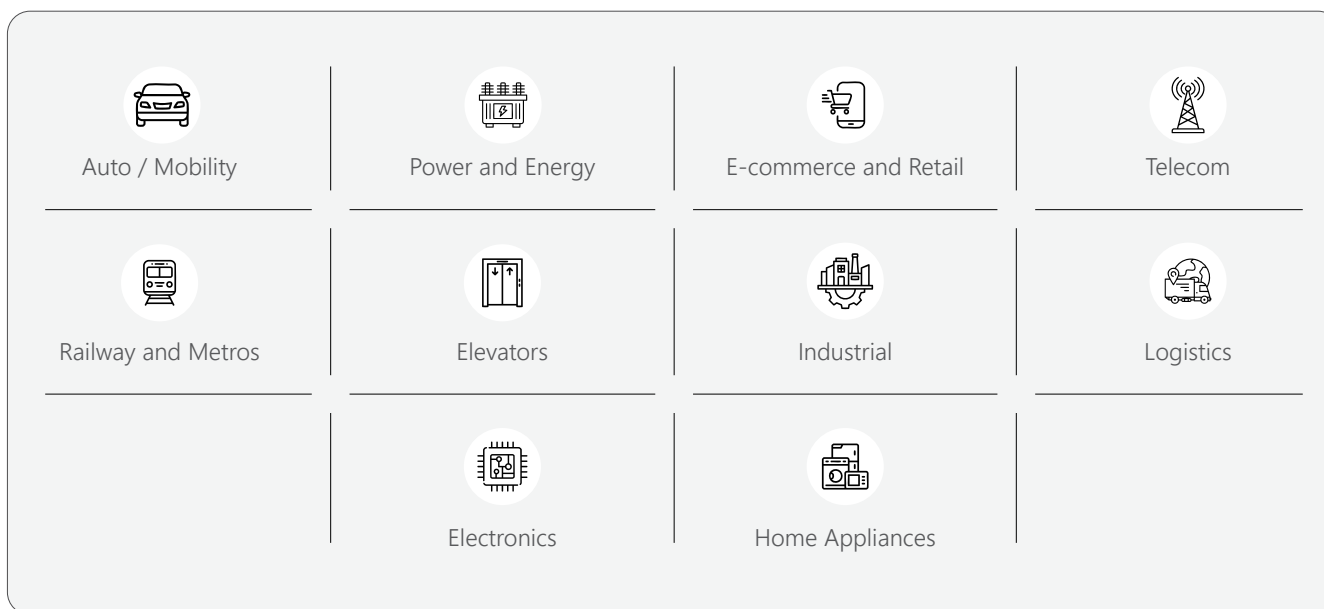 Auto / Mobility
Power and Energy
E-commerce and Retail
Telecom
Railway and Metros
Elevators
Industrial
Logistics
Electronics
Home Appliances